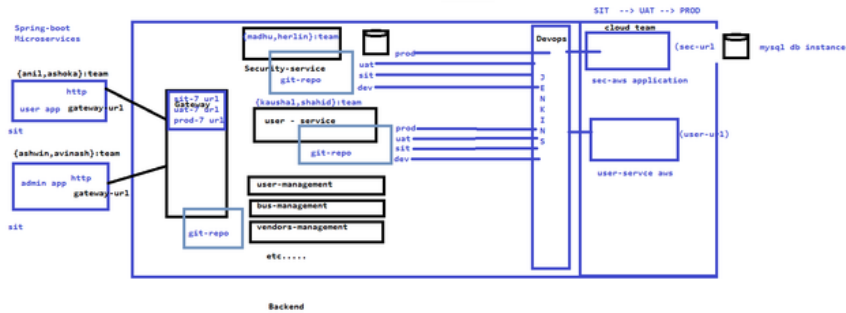 SIT --> UAT --> PROD
Spring-boot
Microservices
{madhu,herlin}:team
cloud team
Devops
prod
(sec-url
mysql db instance
uat
Security-service
sit
{anil,ashoka}:team
git-repo
dev
sec-aws application
http
sit-7 url
Gateway
uat-7 url
prod-7 url
{kaushal,shahid}:team
user app
gateway-url
user - service
JENKINS
sit
prod
uat
sit
dev
(user-url)
{ashwin,avinash}:team
git-repo
user-servce aws
admin app
http
gateway-url
user-management
bus-management
vendors-management
sit
git-repo
etc.....
Backend